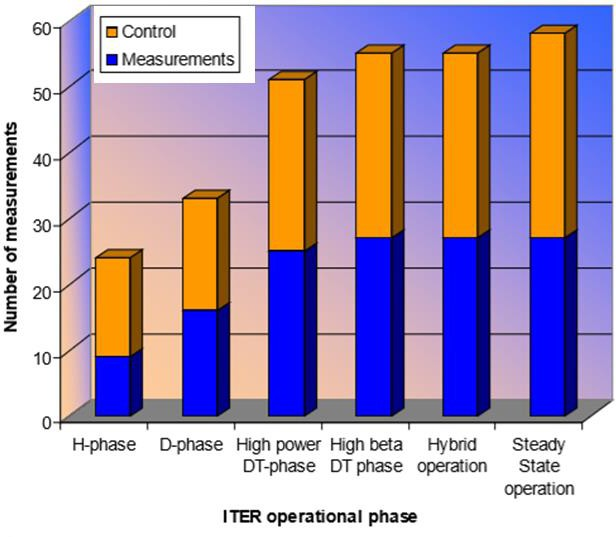 Control
Measurements
Number of measurements
60
50
40
30
20
10
0
H-phase
D-phase
High power
DT-phase
High beta
DT phase
Hybrid
operation
Steady
State
operation
ITER operational phase